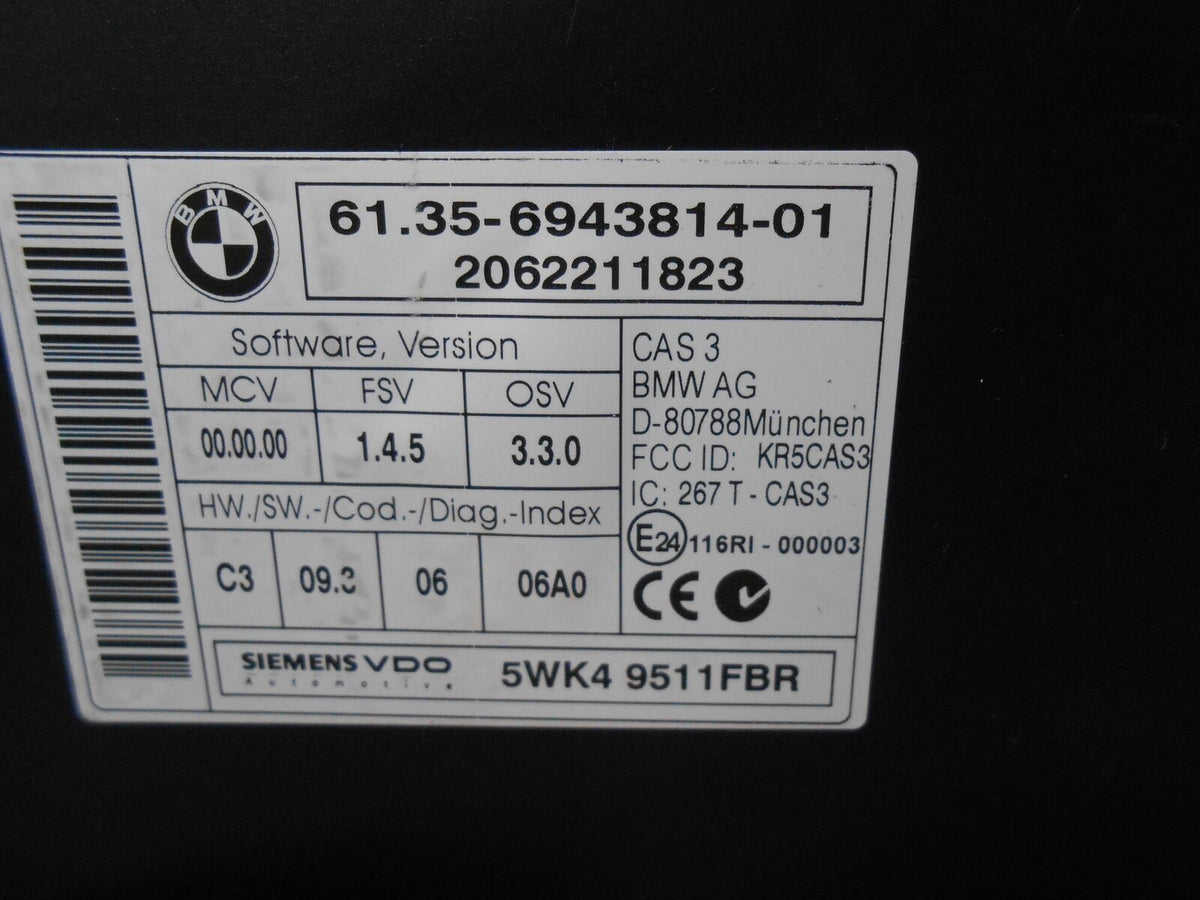 BMW
61.35-6943814-01
2062211823
Software, Version
MCV FSV OSV
00.00.00 1.4.5 3.3.0
HW./SW.-/Cod.-/Diag.-Index
C3 06 06A0
CAS 3
BMW AG
D-80788München
FCC ID: KR5CAS3
IC: 267 T - CAS3
E24 116RI - 000003
CE
SIEMENS VDO
Automotive
5WK4 9511FBR